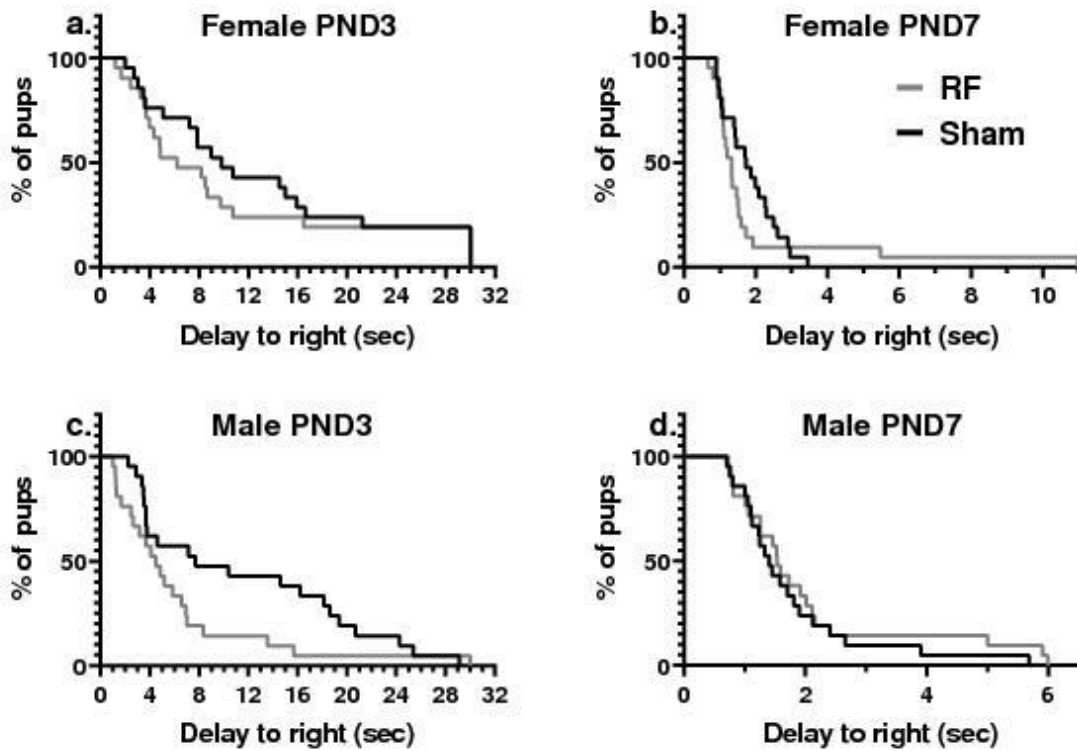 a. Female PND3
100
50
0
0 4 8 12 16 20 24 28 32
% of pups
Delay to right (sec)
b. Female PND7
RF
Sham
100
50
0
0 2 4 6 8 10
% of pups
Delay to right (sec)
c. Male PND3
100
50
0
0 4 8 12 16 20 24 28 32
% of pups
Delay to right (sec)
d. Male PND7
100
50
0
0 2 4 6
% of pups
Delay to right (sec)